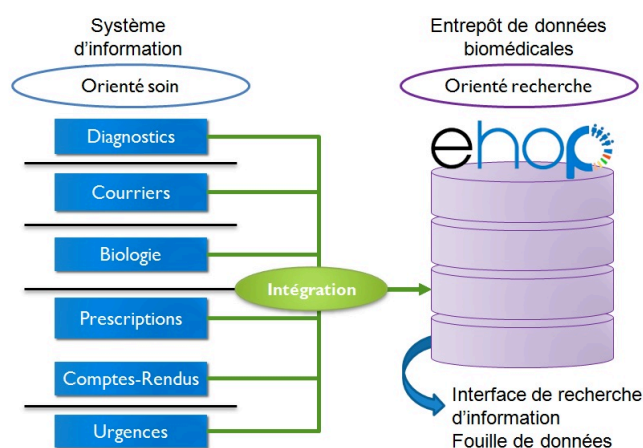 Système
d'information
Orienté soin
Diagnostics
Courriers
Biologie
Prescriptions
Comptes-Rendus
Urgences
Intégration
Entrepôt de données
biomédicales
Orienté recherche
ehop
Interface de recherche
d'information
Fouille de données